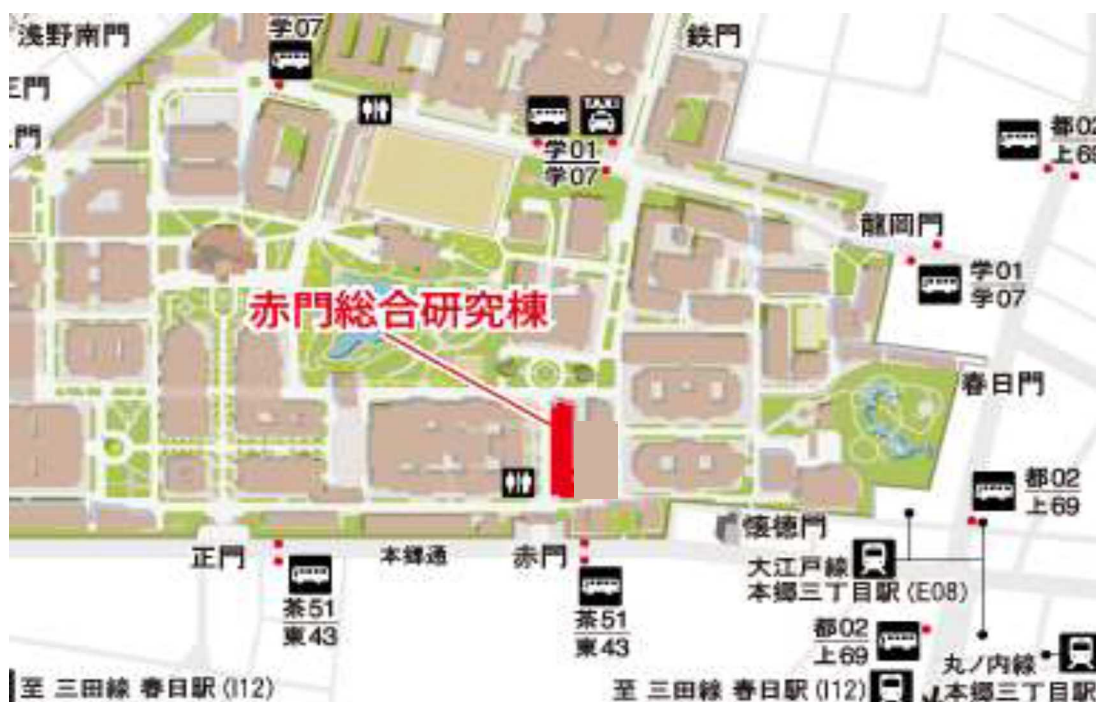 浅野南門
学07
鉄門
門
門
TAXI
学01
学07
都02
上69
龍岡門
学01
学07
赤門総合研究棟
春日門
都02
上69
正門
本郷通
赤門
懐徳門
大江戸線
本郷三丁目駅(E08)
茶51
東43
茶51
東43
都02
上69
丸ノ内線
本郷三丁目駅
至 三田線 春日駅(I12)
至 三田線 春日駅(I12)